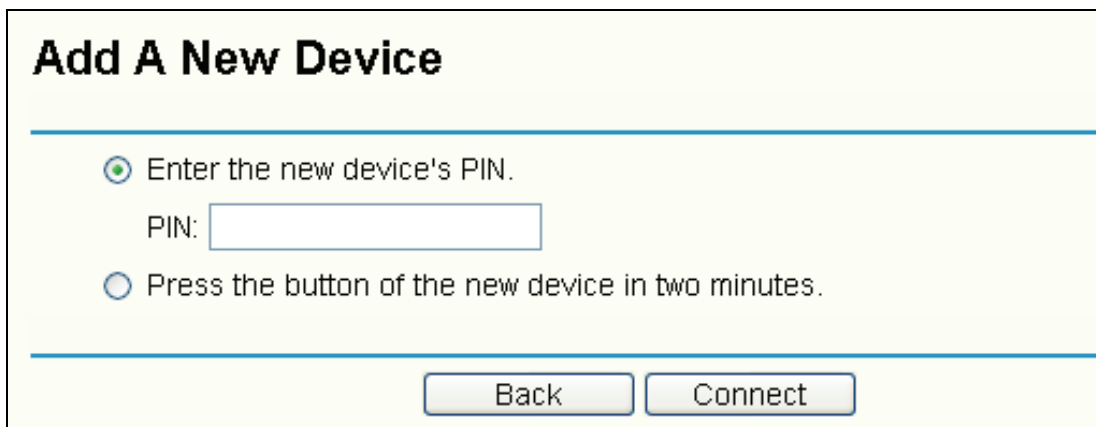 Add A New Device
Enter the new device's PIN.
PIN:
Press the button of the new device in two minutes.
Back Connect